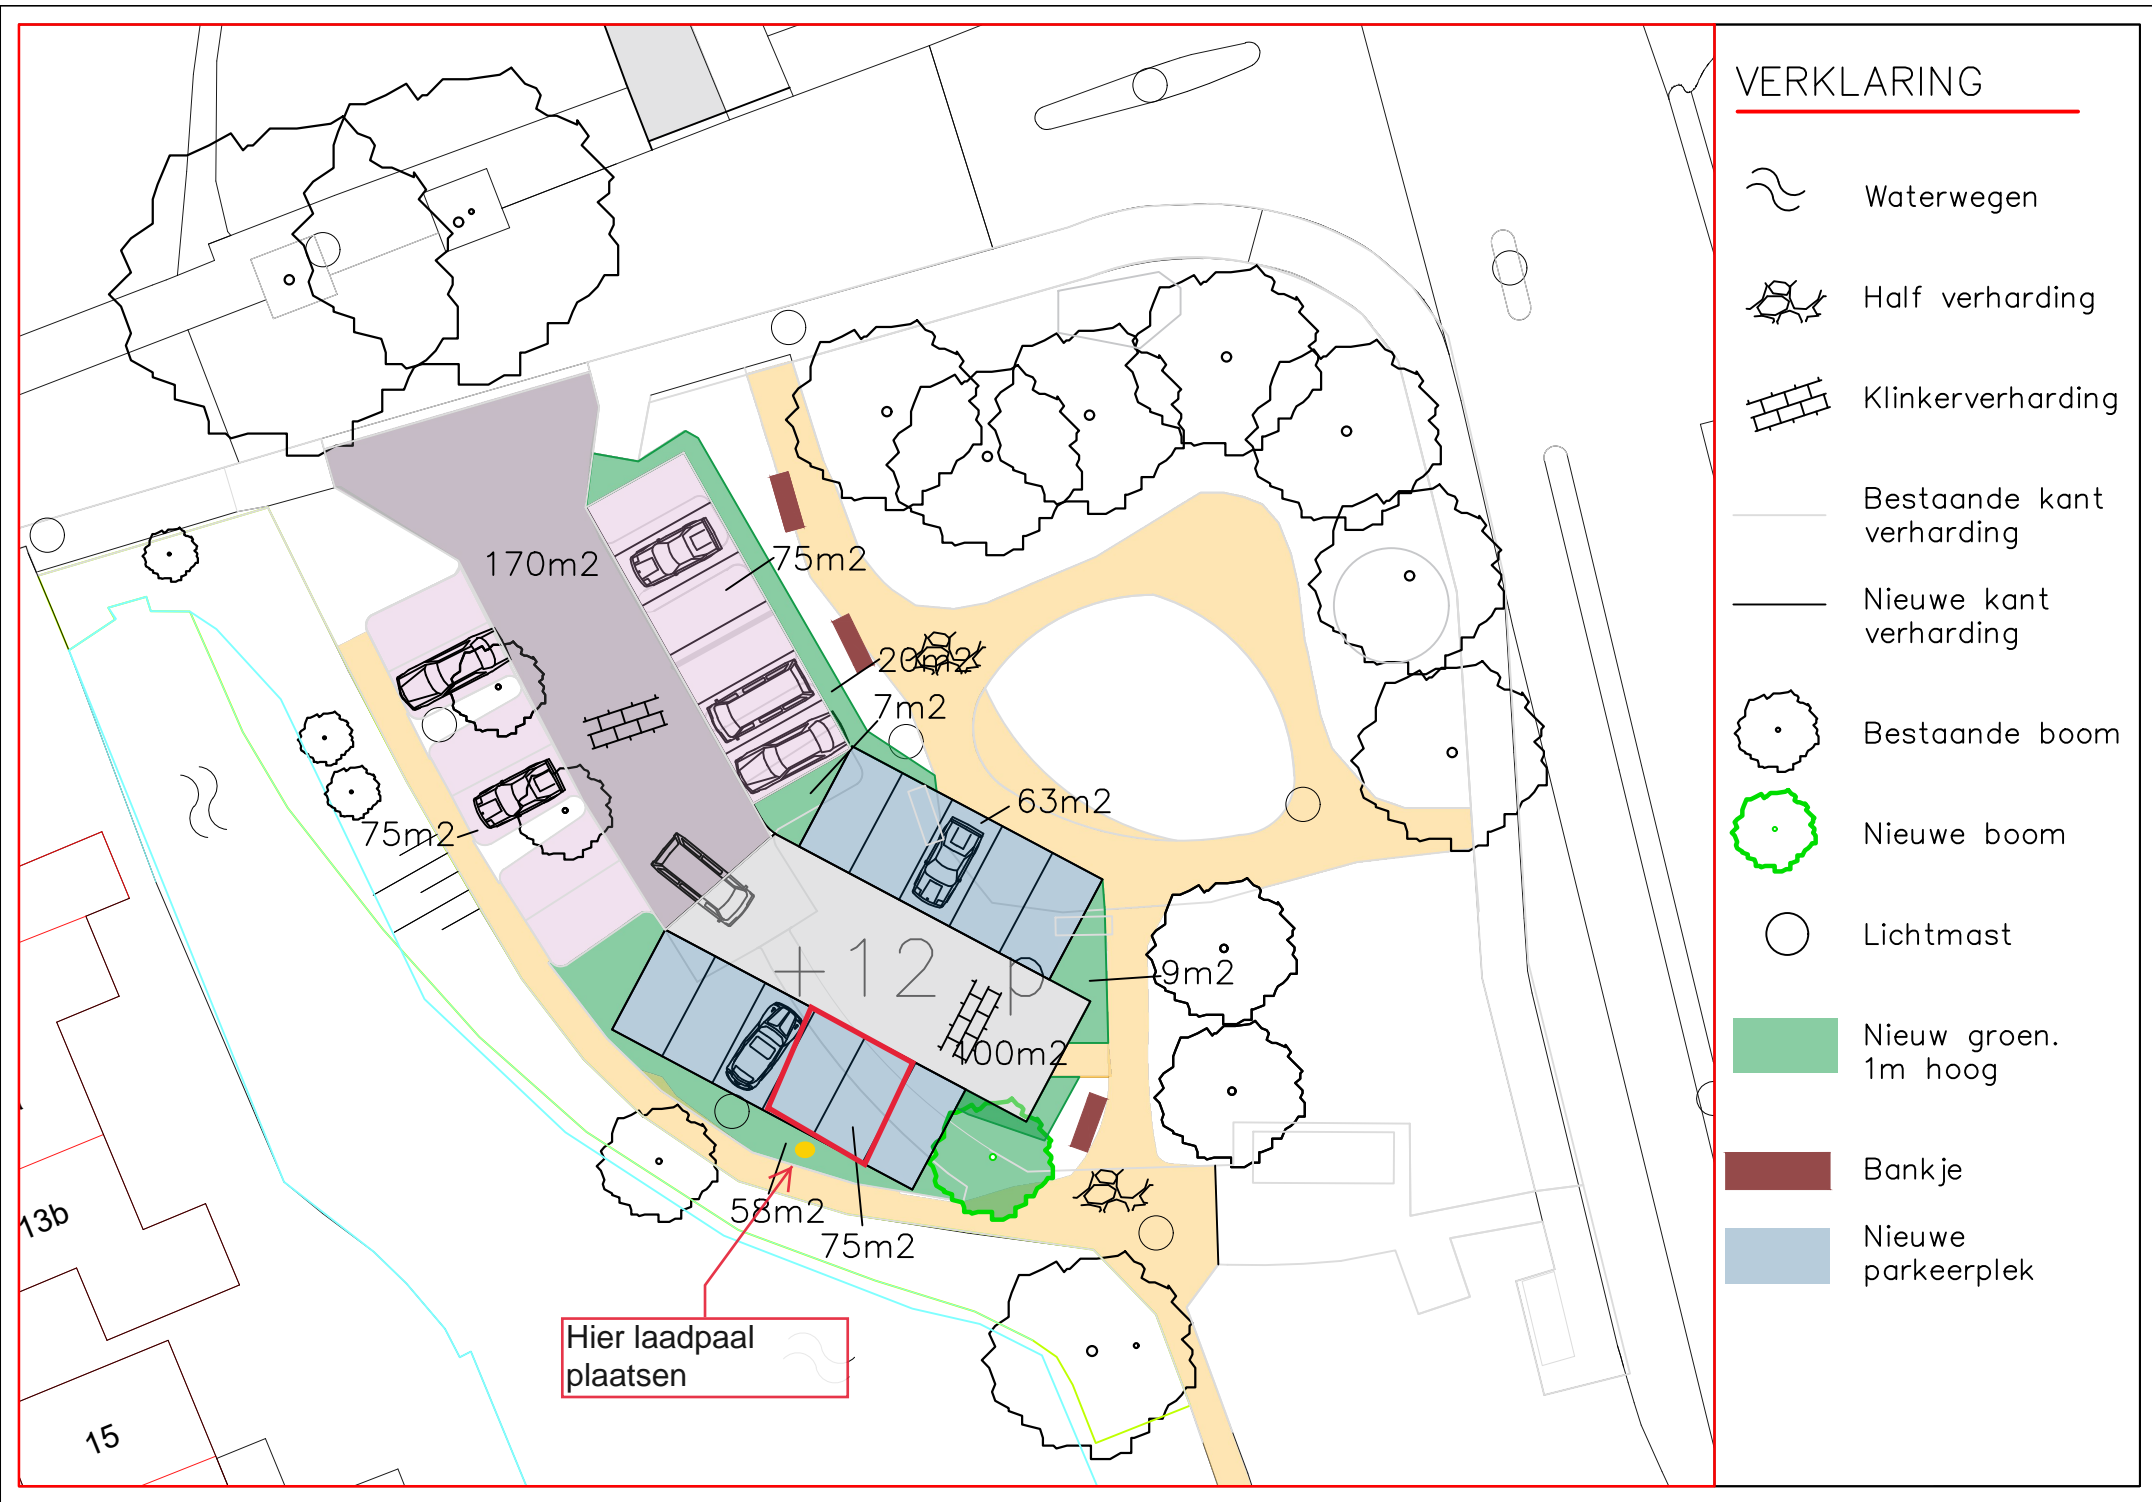 VERKLARING
Waterwegen
Half verharding
Klinkerverharding
Bestaande kant
verharding
Nieuwe kant
verharding
Bestaande boom
Nieuwe boom
Lichtmast
Nieuw groen.
1m hoog
Bankje
Nieuwe
parkeerplek
170m2
75m2
20m2
7m2
63m2
75m2
+12 p
9m2
100m2
58m2
75m2
Hier laadpaal
plaatsen
13b
15